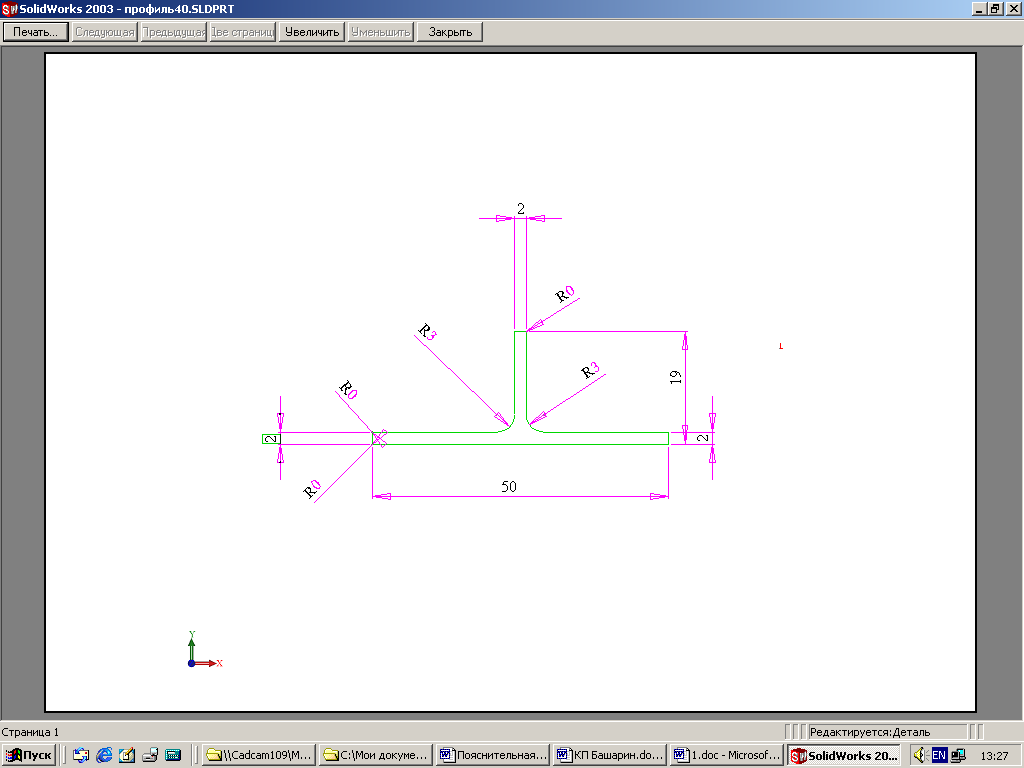 SolidWorks 2003 - профиль40.SLDPRT
Печать... Следующая Предыдущая Две страниц Увеличить Уменьшить Закрыть
2
R0
R3
R3
19
R0
2
2
R0
50
Y
X
Страница 1
Редактируется:Деталь
Пуск \\Cadcam109\M... C:\Мои докуме... Пояснительная... КП Башарин.do... 1.doc - Microsof... SolidWorks 20... EN 13:27